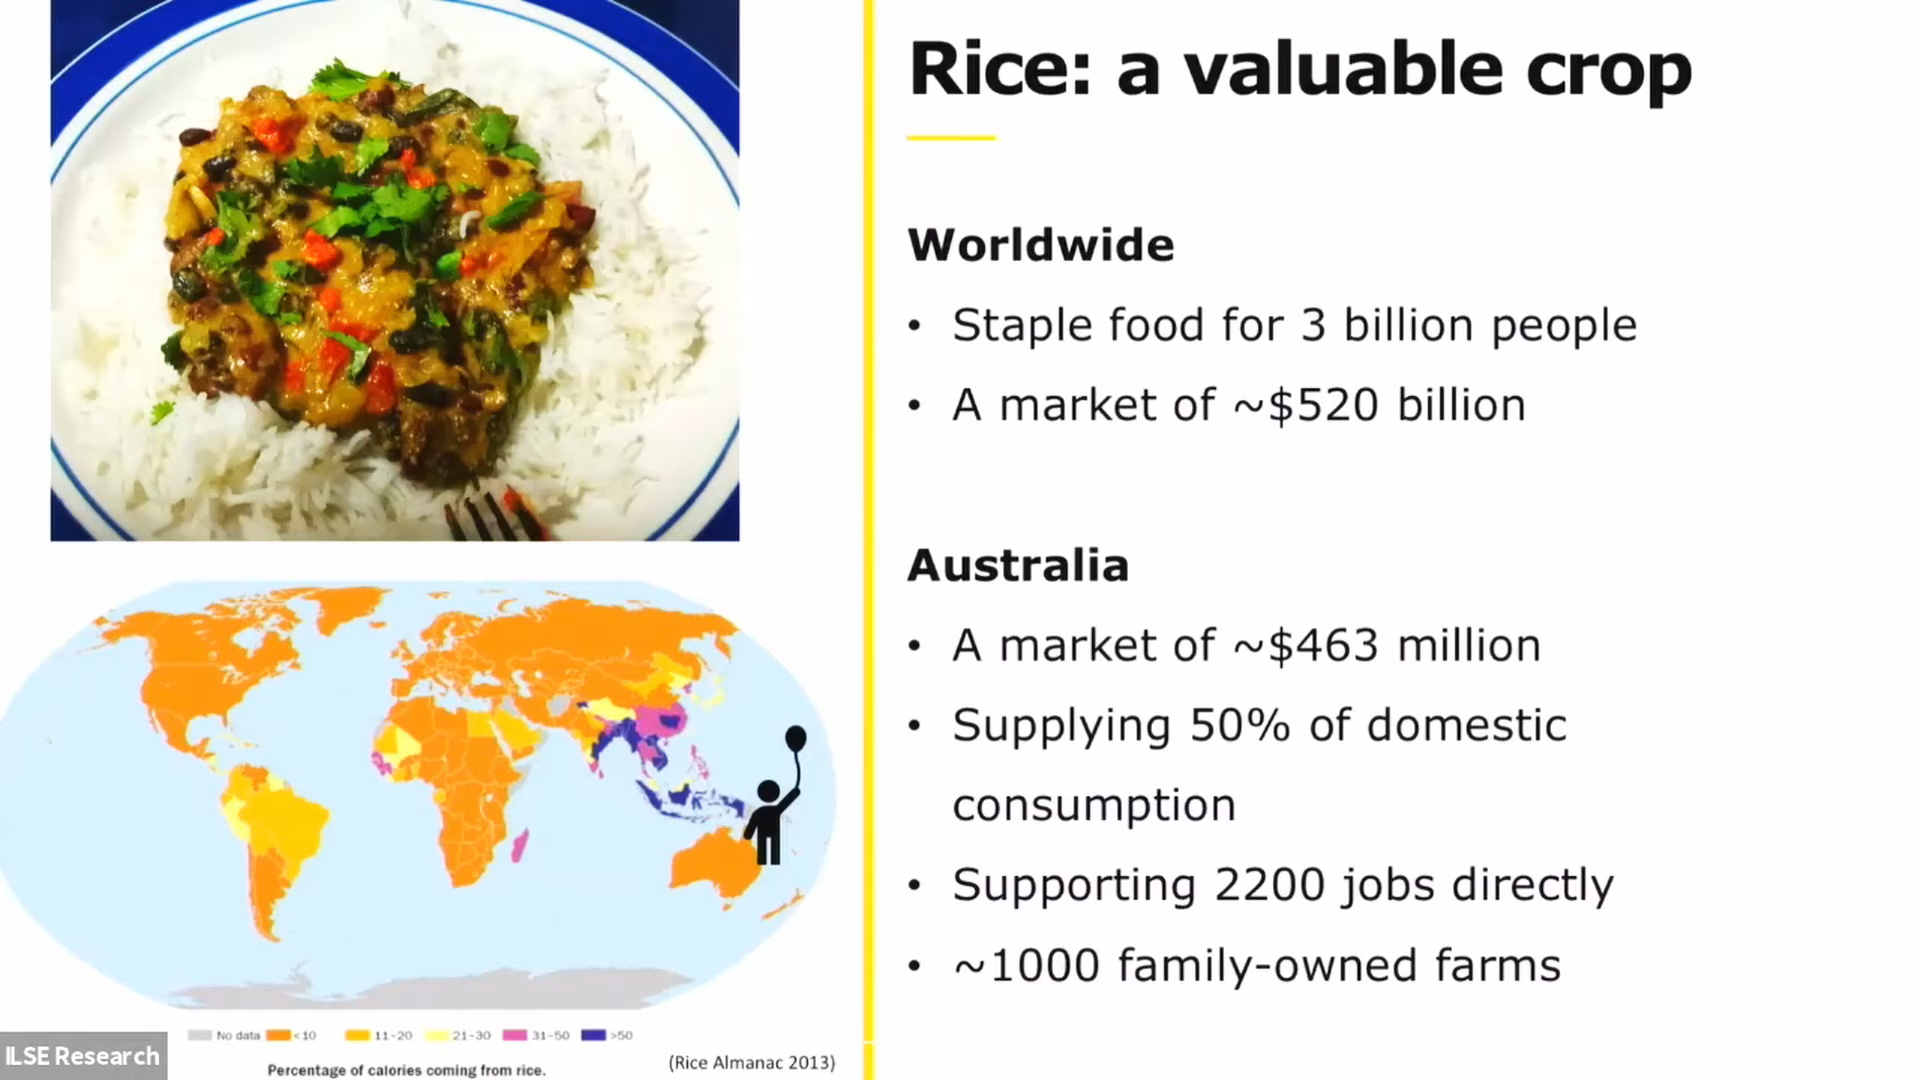 Rice: a valuable crop
Worldwide
• Staple food for 3 billion people
• A market of ~$520 billion
Australia
• A market of ~$463 million
• Supplying 50% of domestic
consumption
• Supporting 2200 jobs directly
• ~1000 family-owned farms
No data <10 11–20 21–30 31–50 >50
Percentage of calories coming from rice.
(Rice Almanac 2013)
ILSE Research